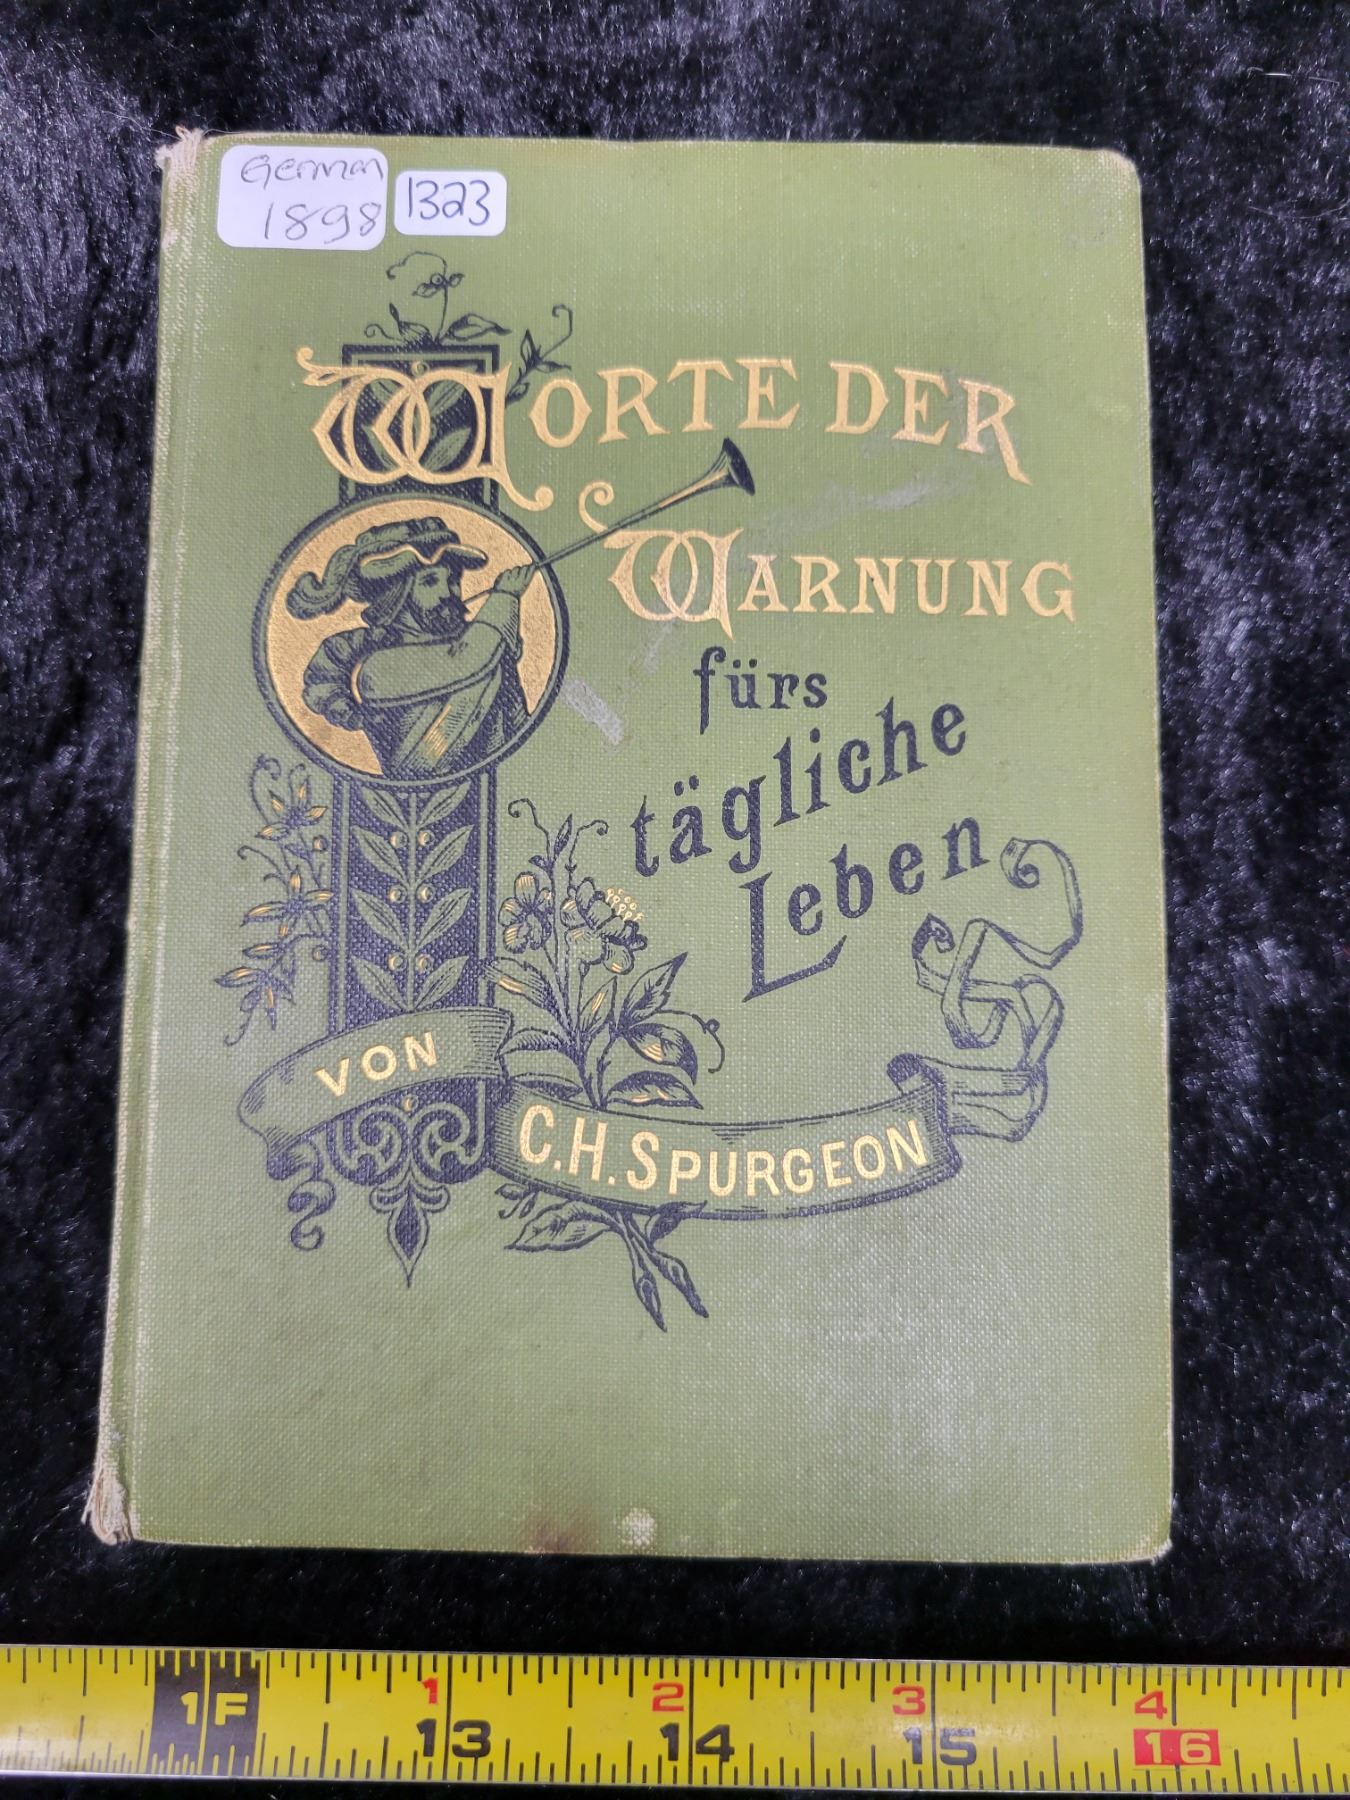 German
1898
1323
WORTE DER
WARNUNG
fürs
tägliche
Leben
VON
C.H. SPURGEON
1F
1 2 3 4
13 14 15 16